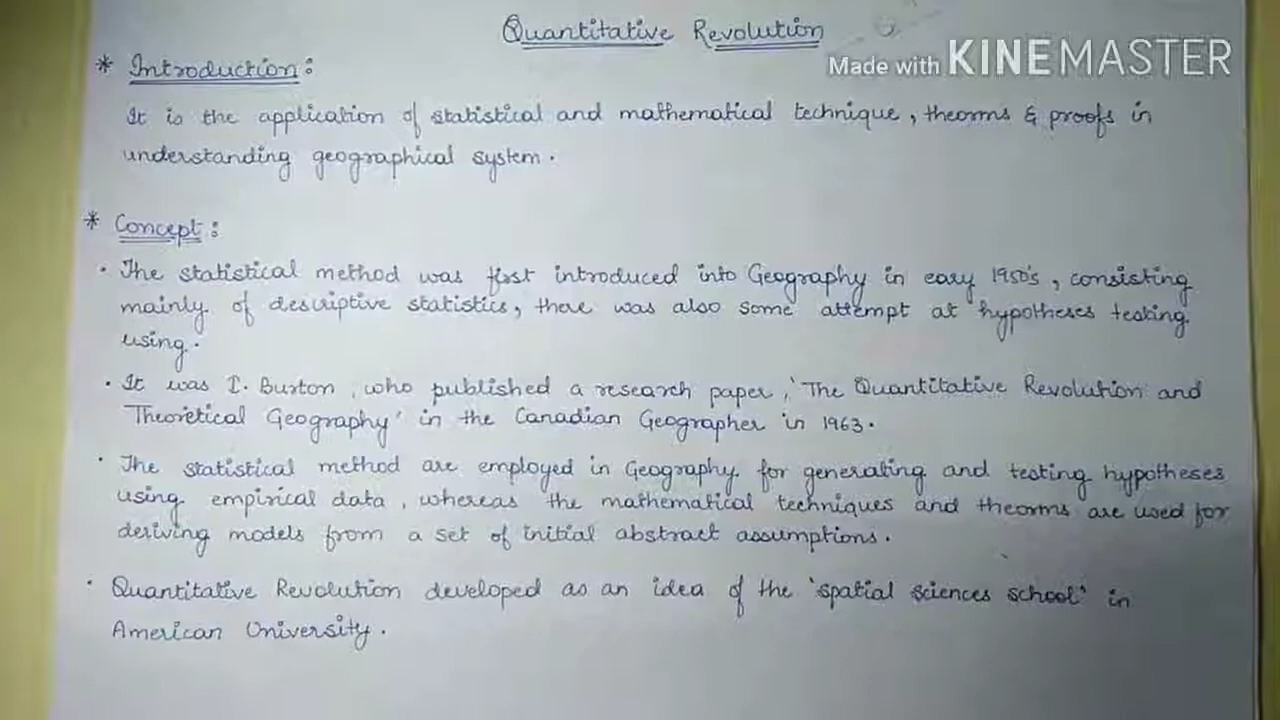 Quantitative Revolution
Made with KINEMASTER
* Introduction :
It is the application of statistical and mathematical technique, theorms & proofs in
understanding geographical system.
* Concept :
• The statistical method was first introduced into Geography in eary 1950's, consisting
mainly of descriptive statistics, there was also some attempt at hypotheses testing
using.
• It was I. Burton, who published a research paper, 'The Quantitative Revolution and
Theoretical Geography' in the Canadian Geographer in 1963.
• The statistical method are employed in Geography for generating and testing hypotheses
using empirical data, whereas the mathematical techniques and theorms are used for
deriving models from a set of initial abstract assumptions.
• Quantitative Revolution developed as an idea of the 'spatial sciences school' in
American University.